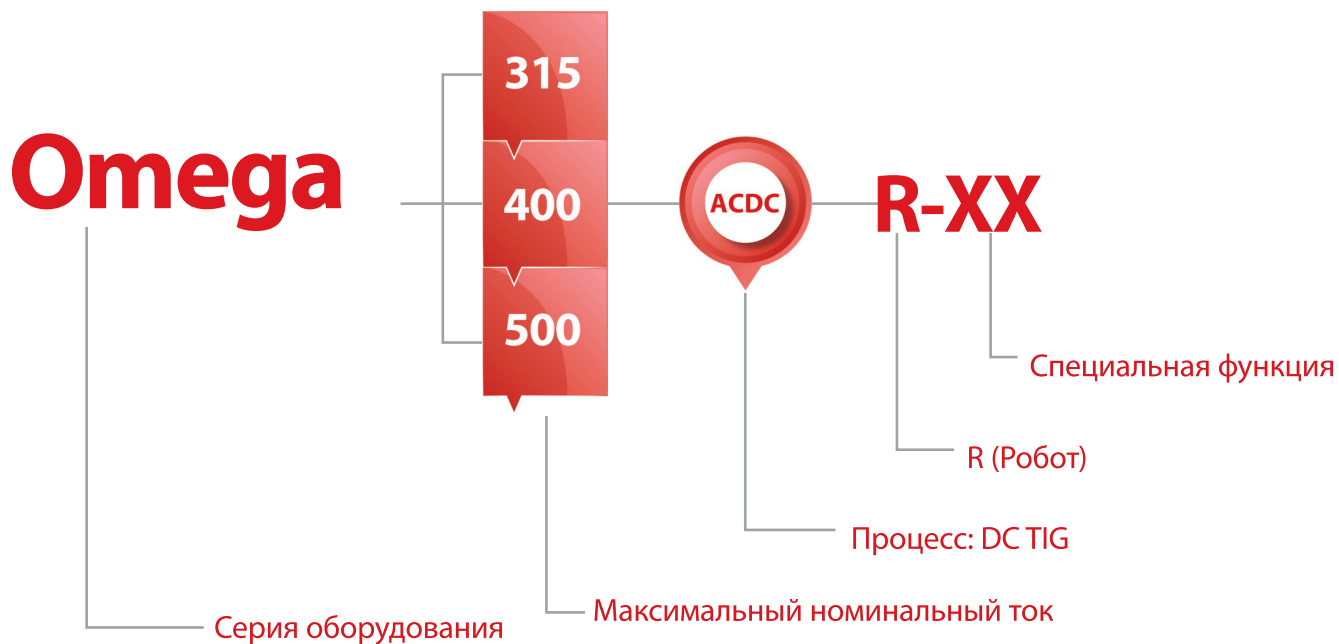 Omega
315
400
500
ACDC
R-XX
Специальная функция
R (Робот)
Процесс: DC TIG
Максимальный номинальный ток
Серия оборудования